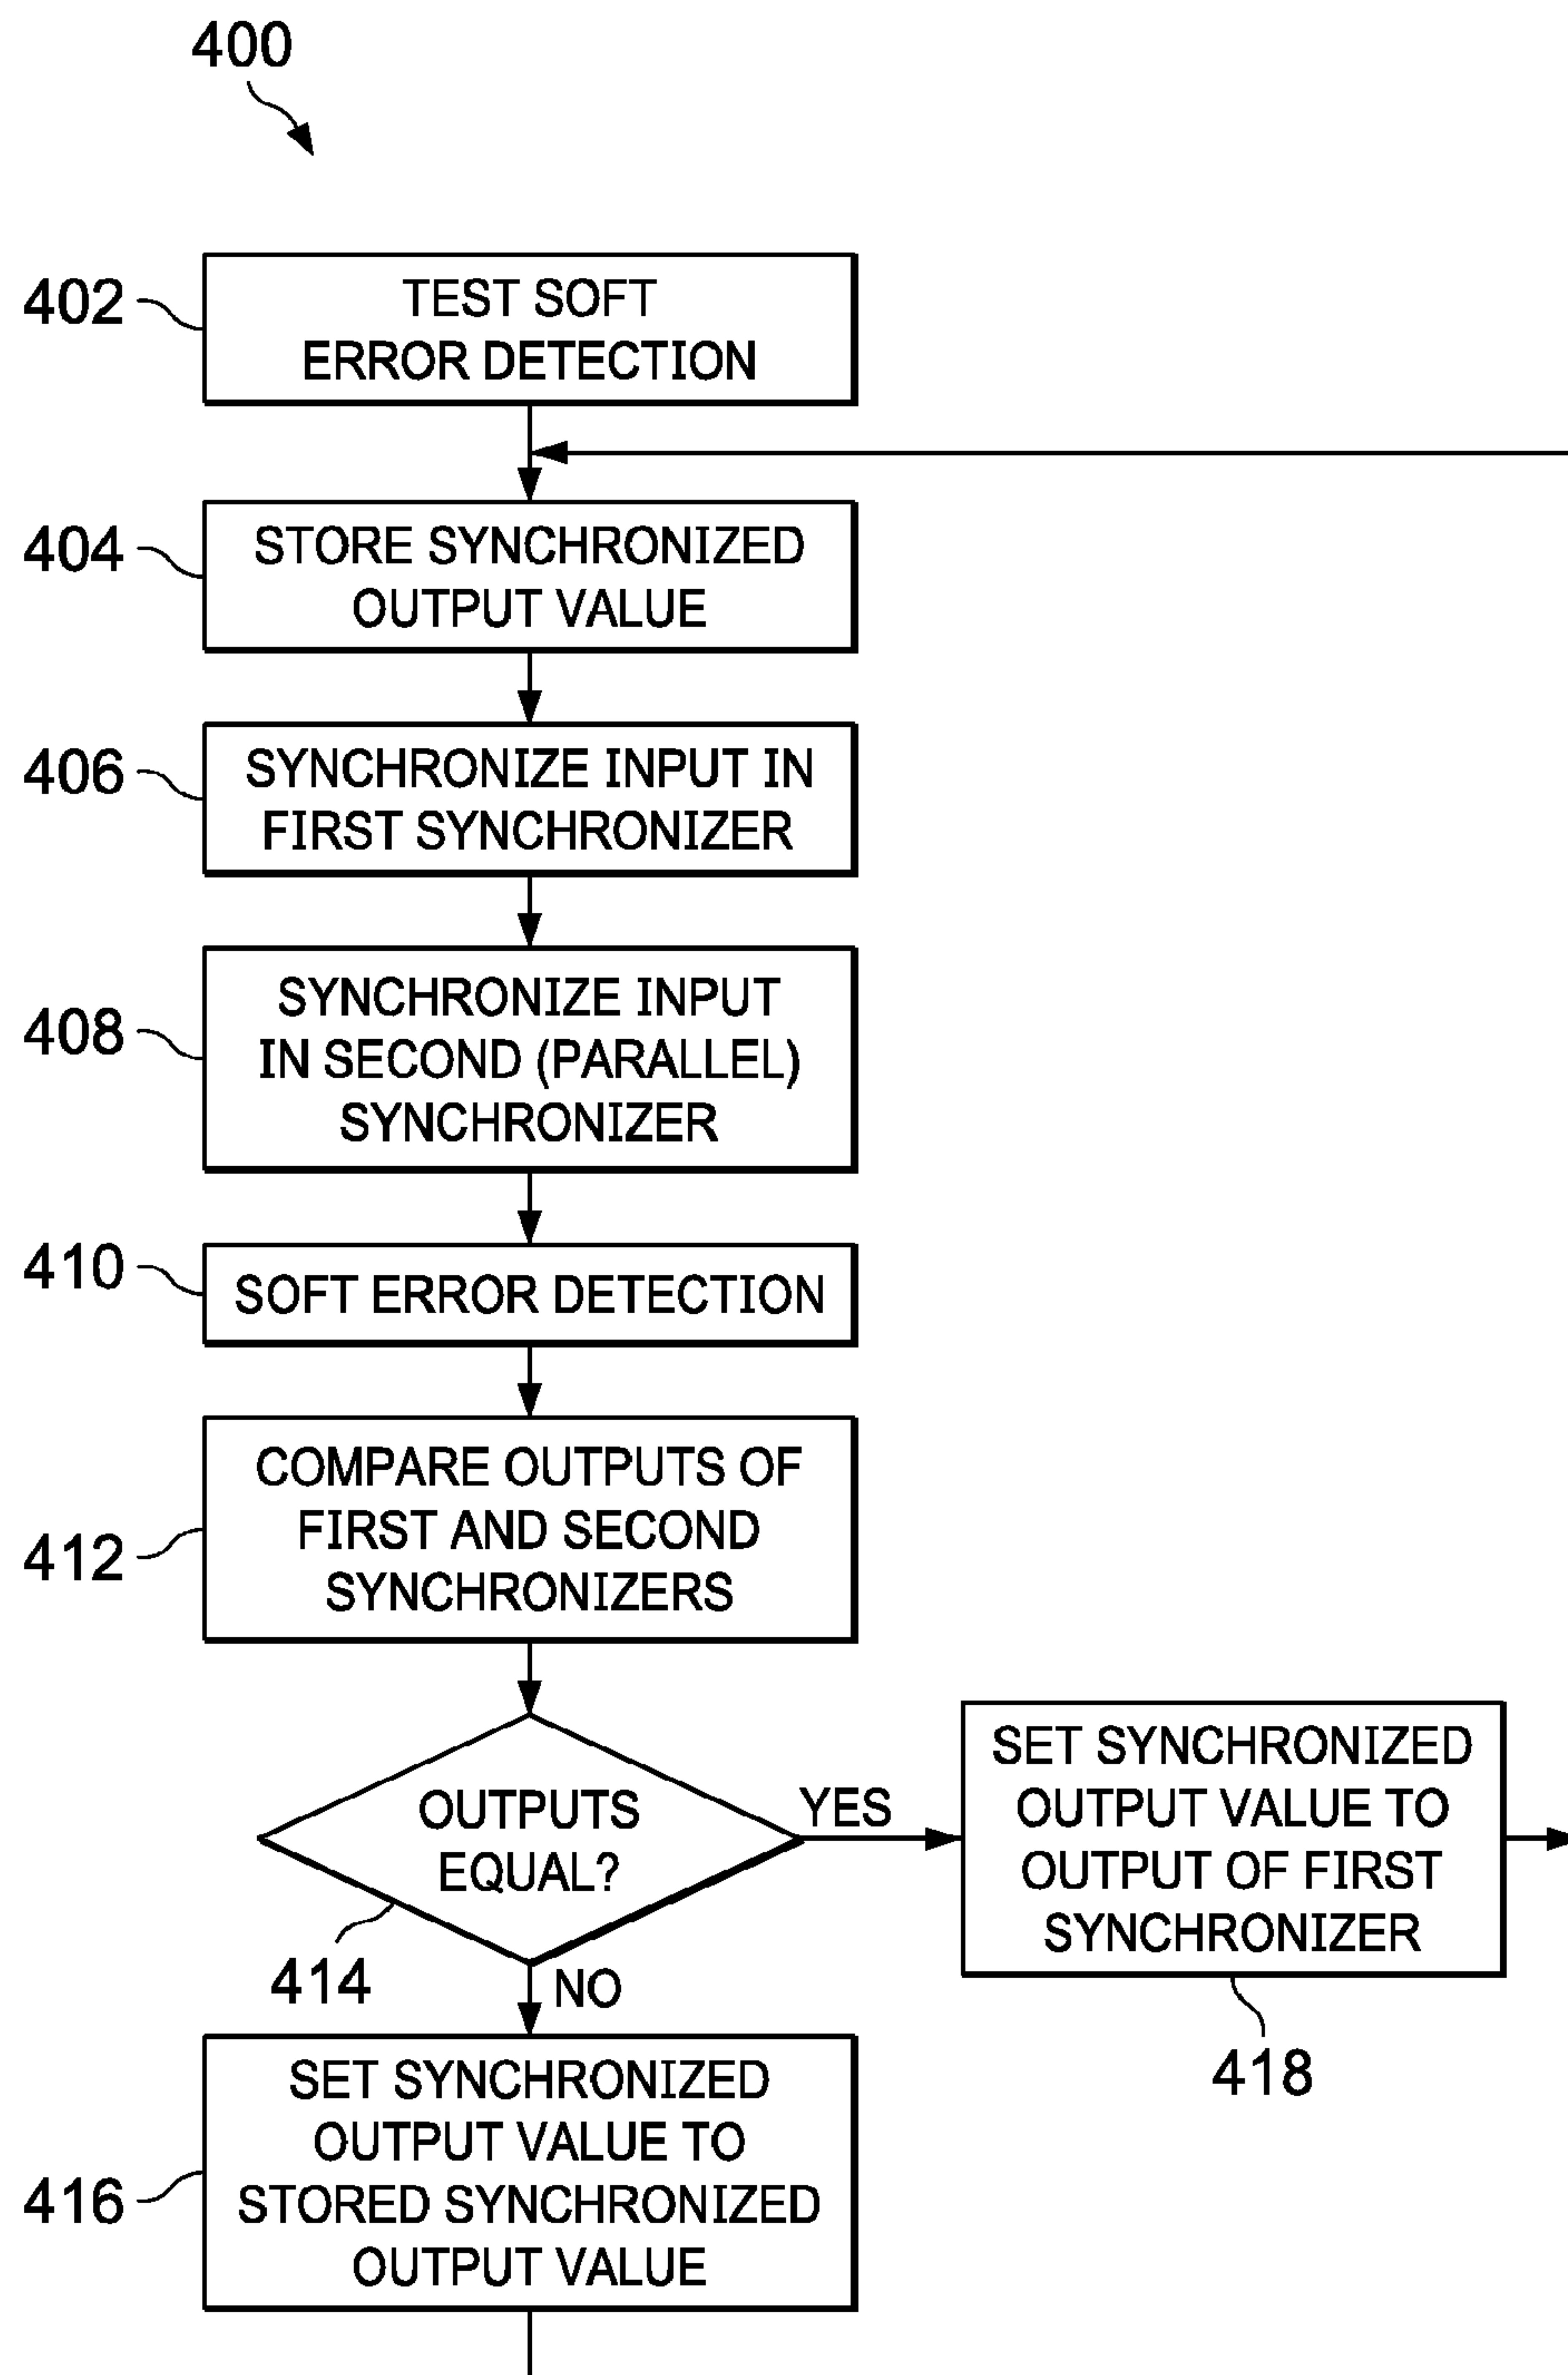 400
402
TEST SOFT
ERROR DETECTION
404
STORE SYNCHRONIZED
OUTPUT VALUE
406
SYNCHRONIZE INPUT IN
FIRST SYNCHRONIZER
408
SYNCHRONIZE INPUT
IN SECOND (PARALLEL)
SYNCHRONIZER
410
SOFT ERROR DETECTION
412
COMPARE OUTPUTS OF
FIRST AND SECOND
SYNCHRONIZERS
OUTPUTS
EQUAL?
414
YES
SET SYNCHRONIZED
OUTPUT VALUE TO
OUTPUT OF FIRST
SYNCHRONIZER
418
NO
416
SET SYNCHRONIZED
OUTPUT VALUE TO
STORED SYNCHRONIZED
OUTPUT VALUE